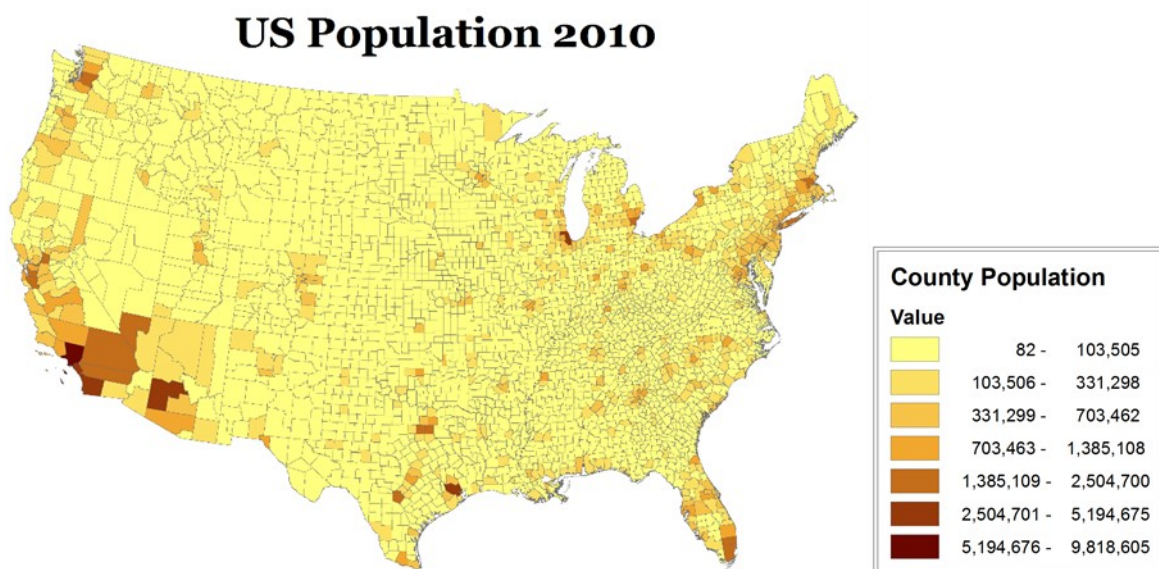 US Population 2010
County Population
Value
82 - 103,505
103,506 - 331,298
331,299 - 703,462
703,463 - 1,385,108
1,385,109 - 2,504,700
2,504,701 - 5,194,675
5,194,676 - 9,818,605